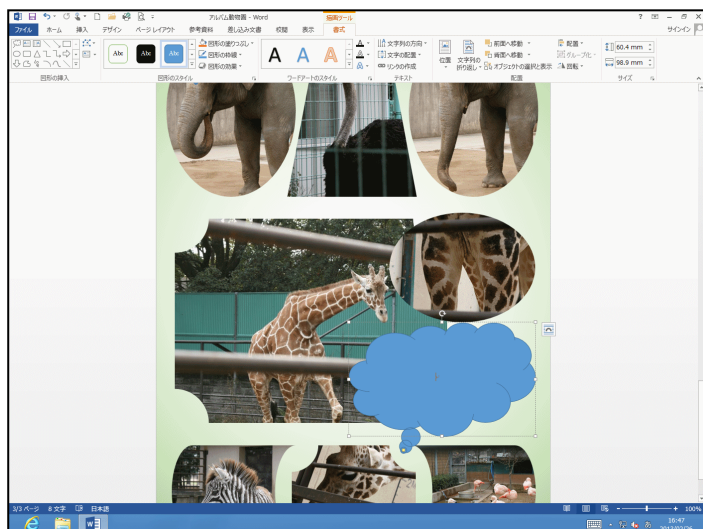 アルバム動物園 - Word
描画ツール
サインイン
ファイル ホーム 挿入 デザイン ページ レイアウト 参考資料 差し込み文書 校閲 表示 書式
図形の塗りつぶし
図形の枠線
図形の効果
Abc Abc Abc
A A A
文字列の方向
文字の配置
リンクの作成
位置
文字列の
折り返し
前面へ移動
背面へ移動
オブジェクトの選択と表示
配置
グループ化
回転
60.4 mm
98.9 mm
図形の挿入 図形のスタイル ワードアートのスタイル テキスト 配置 サイズ
3/3 ページ 8 文字 日本語
100%
16:47